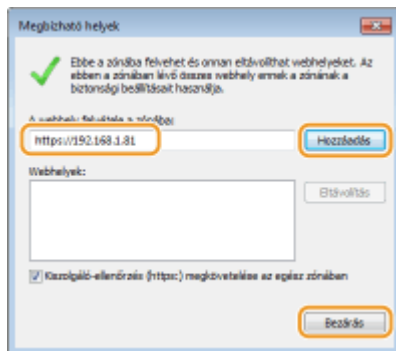 Megbízható helyek
Ebbe a zónába felvehet és onnan eltávolíthat webhelyeket. Az
ebben a zónában lévő összes webhely ennek a zónának a
biztonsági beállításait használja.
A webhely felvétele a zónába:
https://192.168.1.81
Hozzáadás
Webhelyek:
Eltávolítás
Kiszolgáló-ellenőrzés (https:) megkövetelése az egész zónában
Bezárás